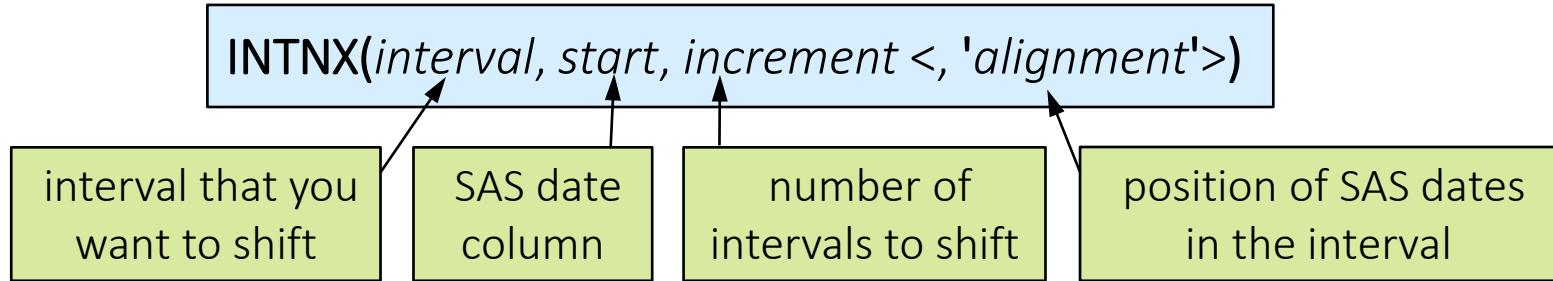 INTNX(interval, start, increment <, 'alignment'>)
interval that you
want to shift
SAS date
column
number of
intervals to shift
position of SAS dates
in the interval